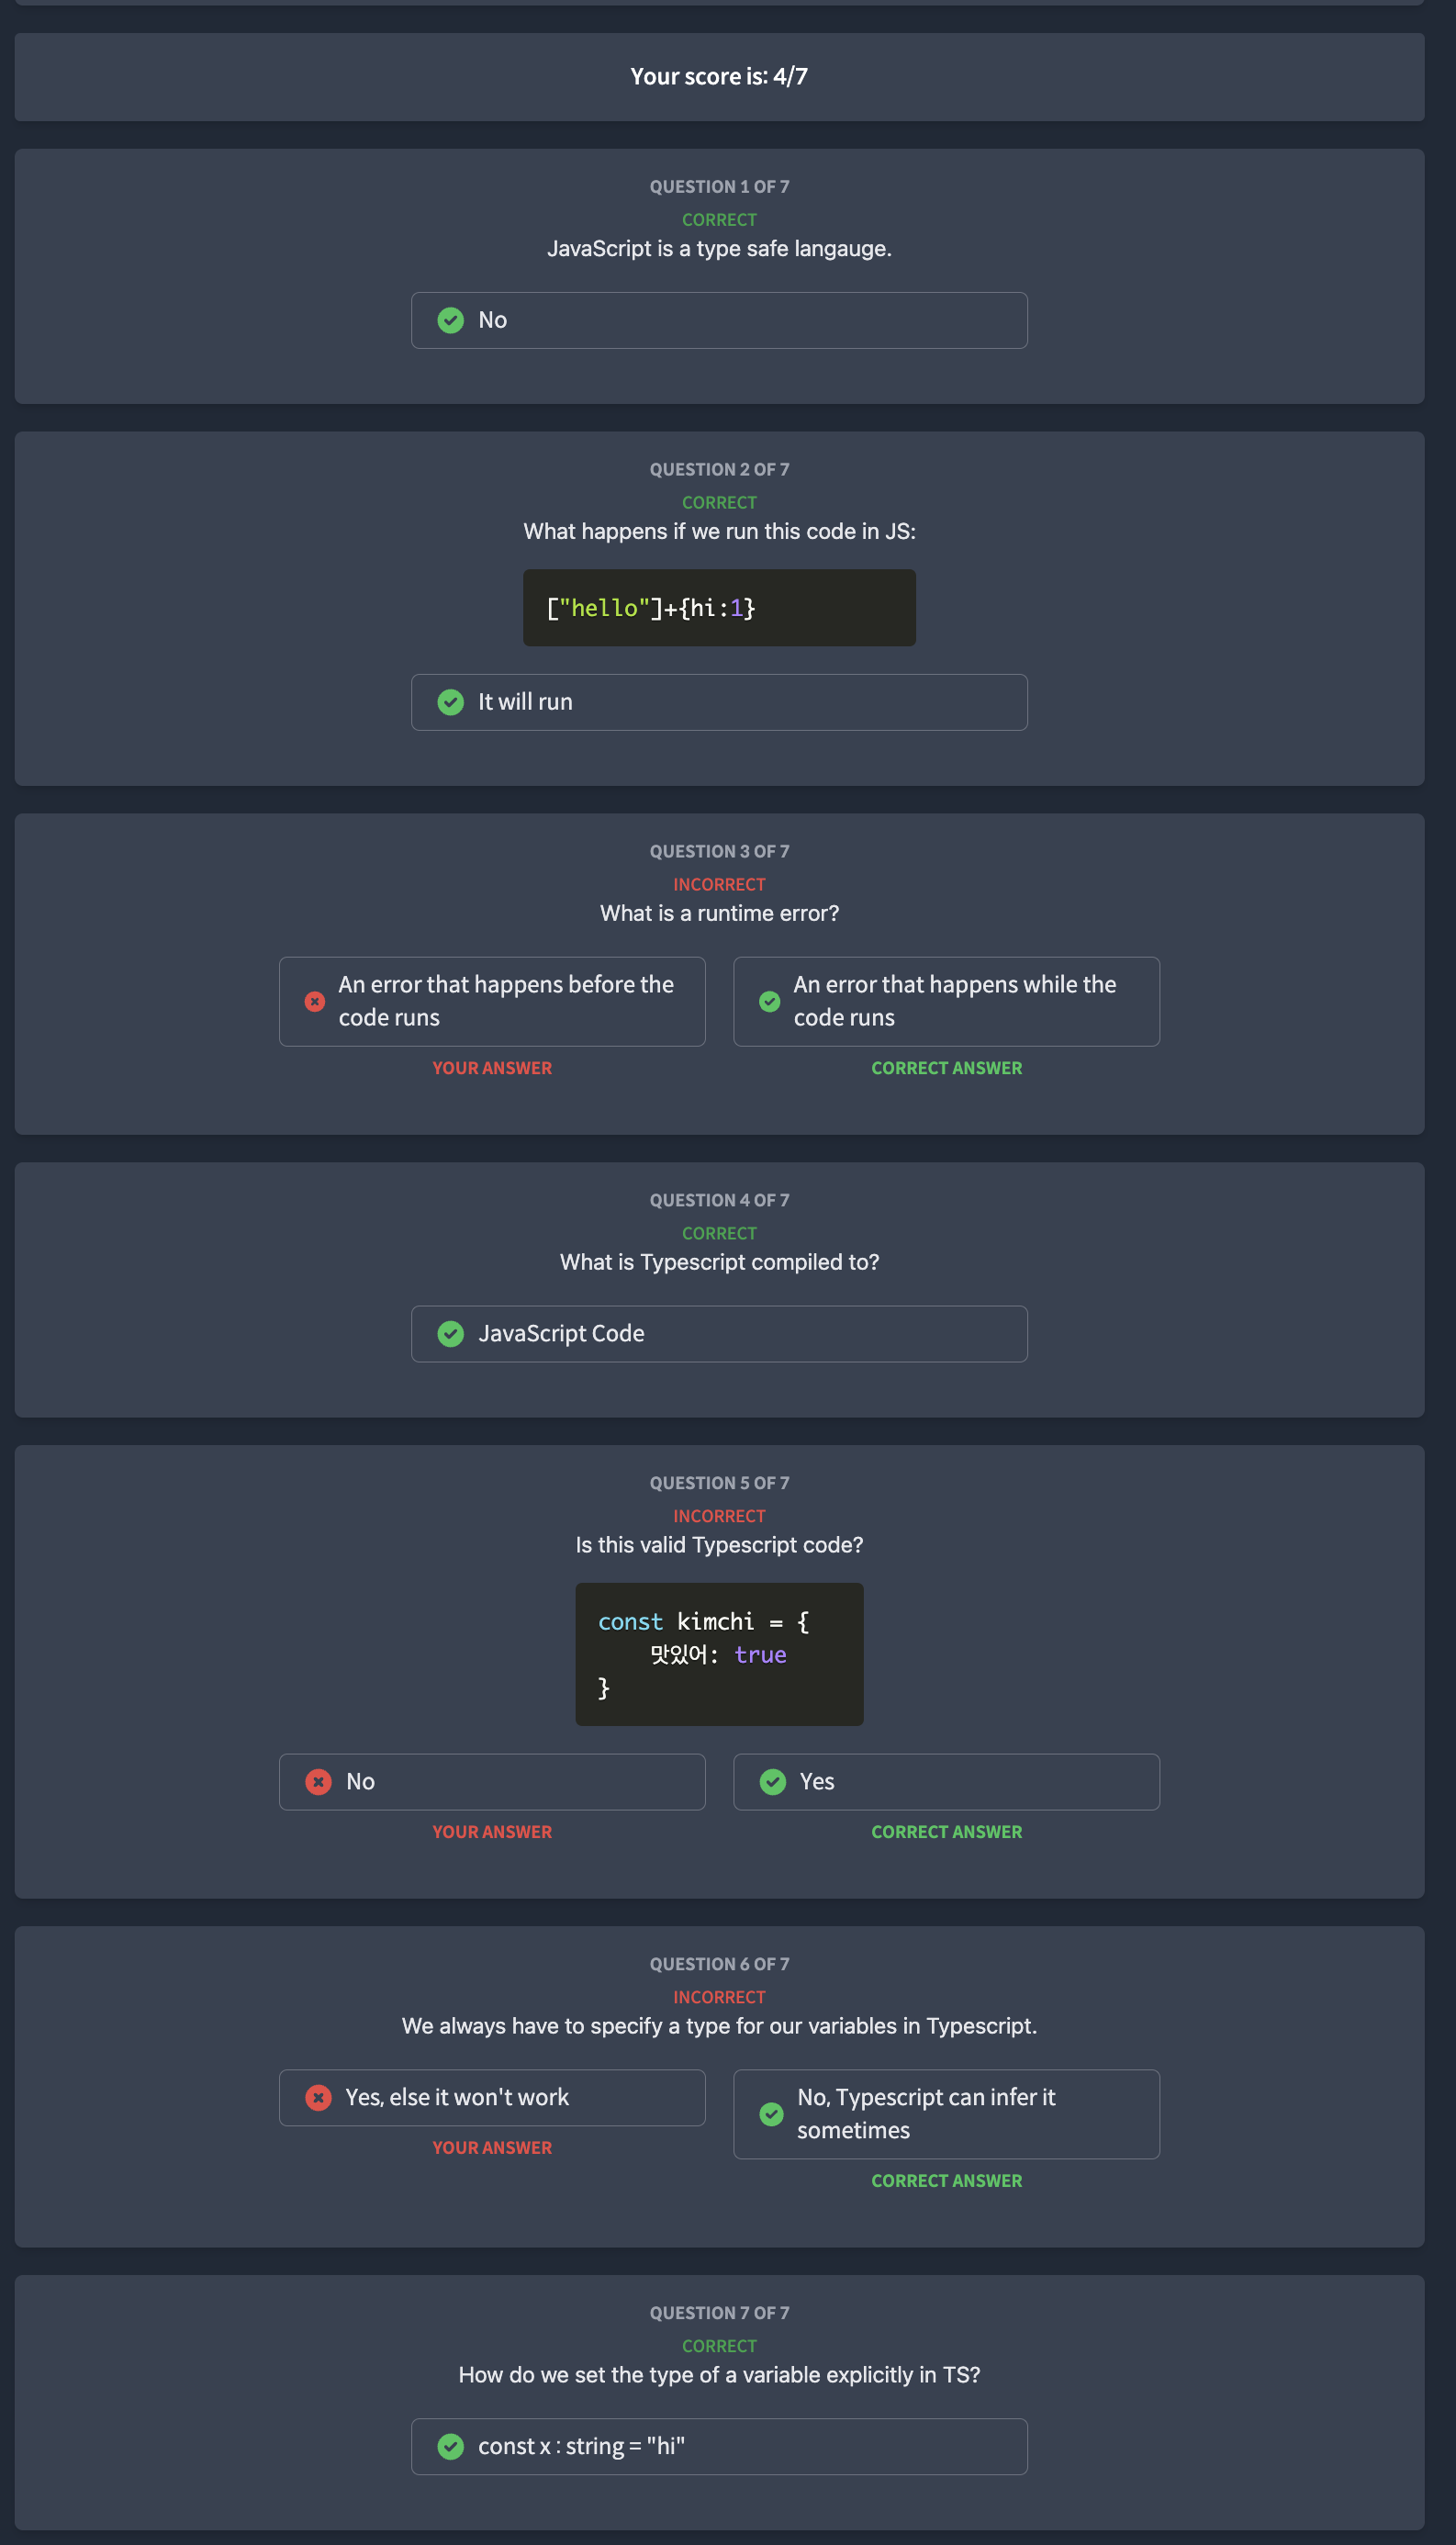 Your score is: 4/7
QUESTION 1 OF 7
CORRECT
JavaScript is a type safe langauge.
No
QUESTION 2 OF 7
CORRECT
What happens if we run this code in JS:
["hello"]+{hi:1}
It will run
QUESTION 3 OF 7
INCORRECT
What is a runtime error?
An error that happens before the
code runs
YOUR ANSWER
An error that happens while the
code runs
CORRECT ANSWER
QUESTION 4 OF 7
CORRECT
What is Typescript compiled to?
JavaScript Code
QUESTION 5 OF 7
INCORRECT
Is this valid Typescript code?
const kimchi = {
    맛있어: true
}
No
YOUR ANSWER
Yes
CORRECT ANSWER
QUESTION 6 OF 7
INCORRECT
We always have to specify a type for our variables in Typescript.
Yes, else it won't work
YOUR ANSWER
No, Typescript can infer it
sometimes
CORRECT ANSWER
QUESTION 7 OF 7
CORRECT
How do we set the type of a variable explicitly in TS?
const x : string = "hi"